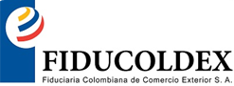 FIDUCOLDEX
Fiduciaria Colombiana de Comercio Exterior S. A.